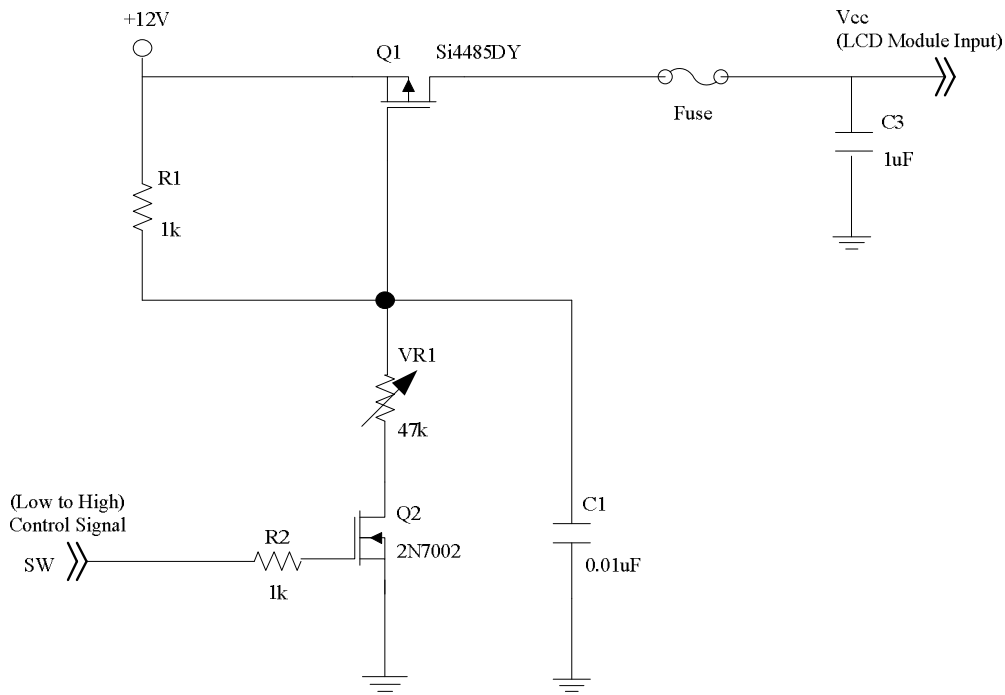 +12V
Q1
Si4485DY
Vcc
(LCD Module Input)
Fuse
C3
1uF
R1
1k
VR1
47k
(Low to High)
Control Signal
SW
R2
1k
Q2
2N7002
C1
0.01uF